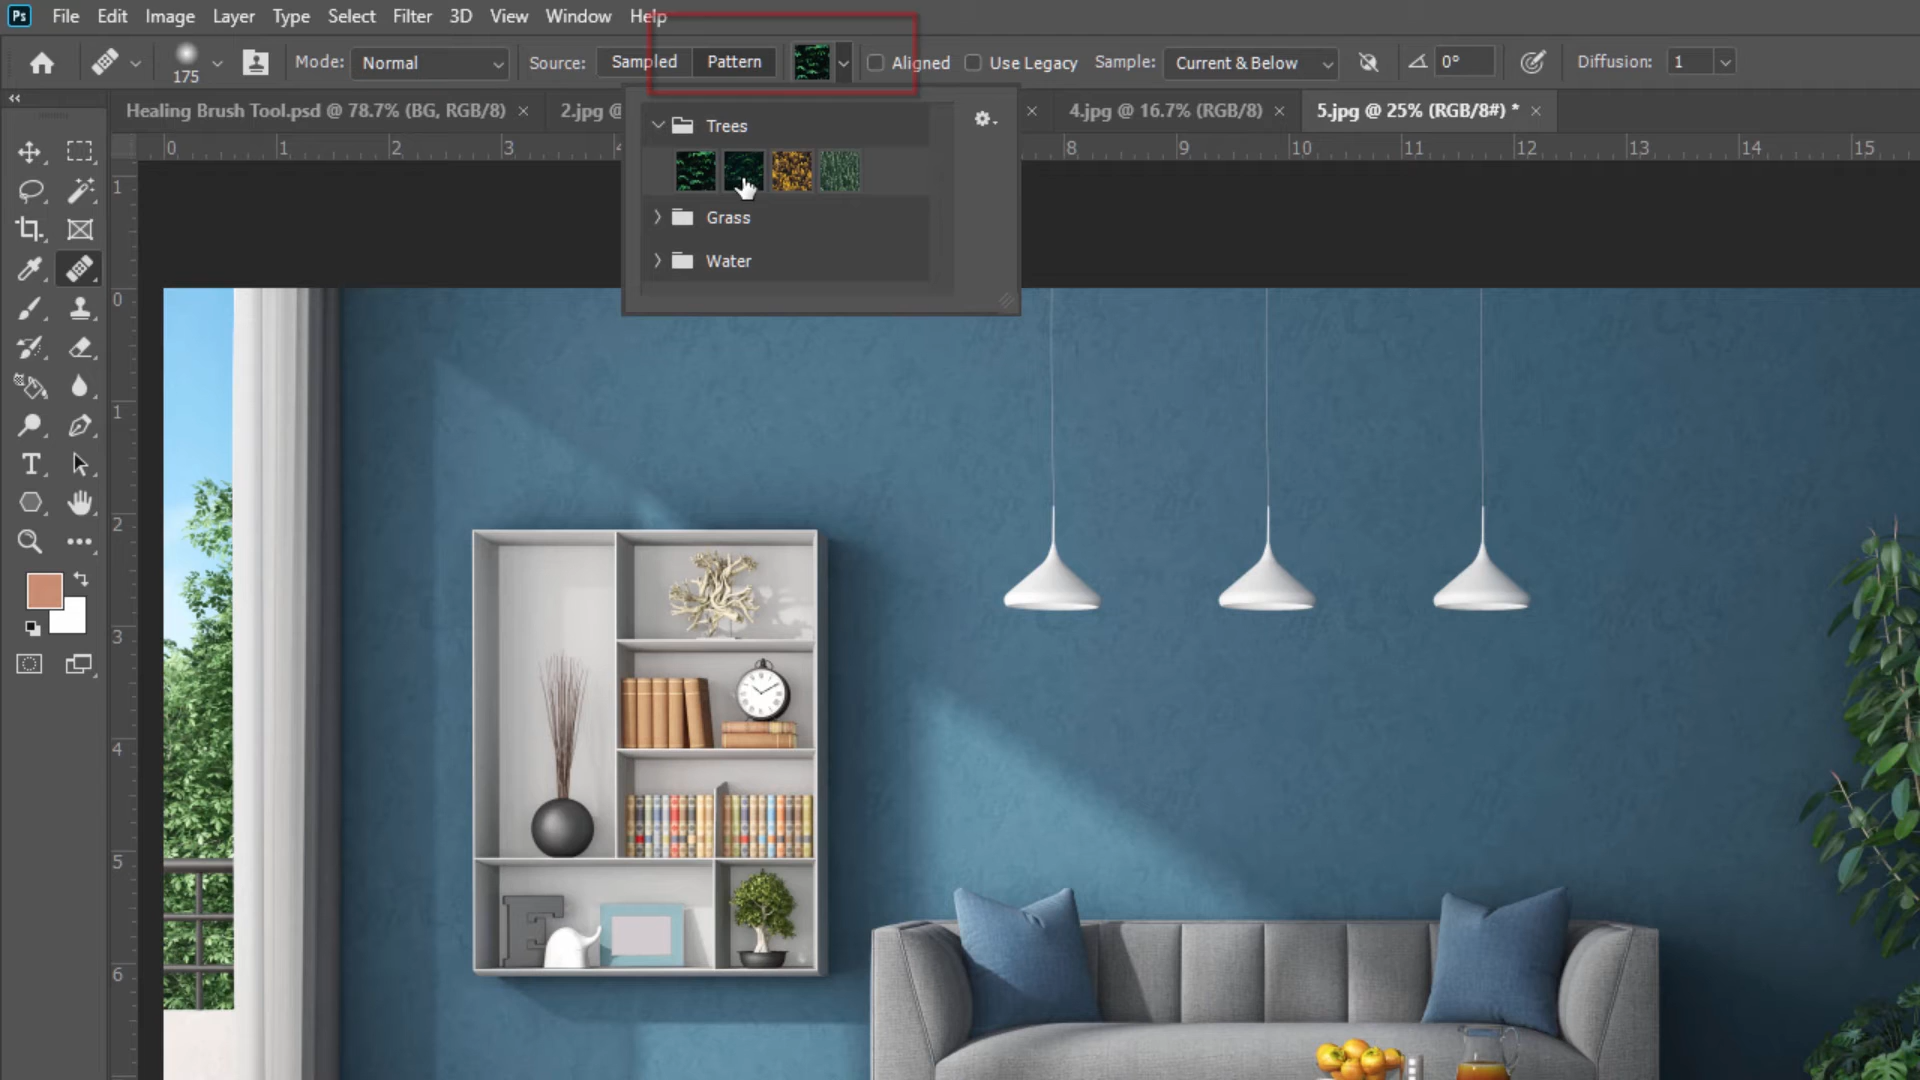 Ps File Edit Image Layer Type Select Filter 3D View Window Help
175 Mode: Normal Source: Sampled Pattern Aligned Use Legacy Sample: Current & Below 0° Diffusion: 1
Healing Brush Tool.psd @ 78.7% (BG, RGB/8) × 2.jpg @ × 4.jpg @ 16.7% (RGB/8) × 5.jpg @ 25% (RGB/8#) * ×
Trees
0 1 2 3 4 8 9 10 11 12 13 14 15
1
Grass
Water
0
1
2
3
4
5
6
T
E